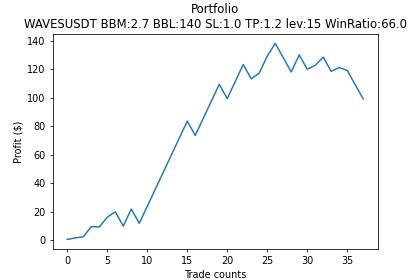 Portfolio
WAVESUSDT BBM:2.7 BBL:140 SL:1.0 TP:1.2 lev:15 WinRatio:66.0
140
120
100
80
60
40
20
0
Profit ($)
0 5 10 15 20 25 30 35
Trade counts